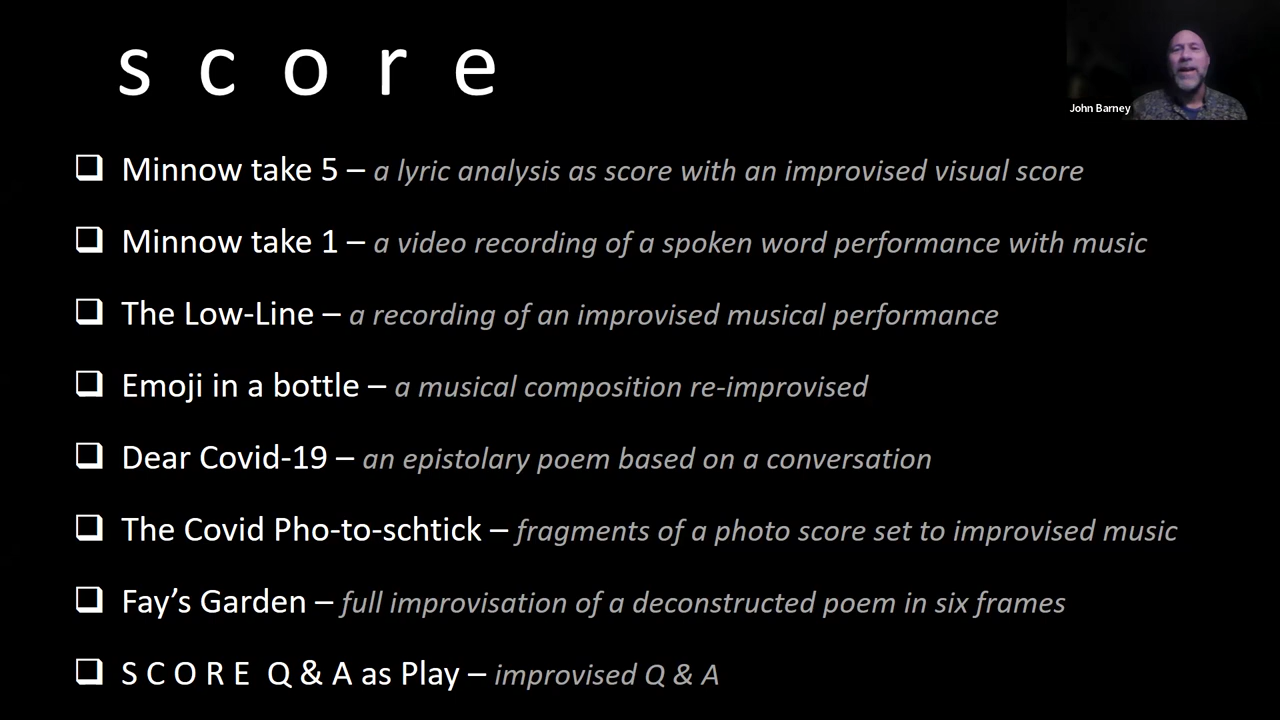 s c o r e
John Barney
❑ Minnow take 5 – a lyric analysis as score with an improvised visual score
❑ Minnow take 1 – a video recording of a spoken word performance with music
❑ The Low-Line – a recording of an improvised musical performance
❑ Emoji in a bottle – a musical composition re-improvised
❑ Dear Covid-19 – an epistolary poem based on a conversation
❑ The Covid Pho-to-schtick – fragments of a photo score set to improvised music
❑ Fay’s Garden – full improvisation of a deconstructed poem in six frames
❑ S C O R E Q & A as Play – improvised Q & A